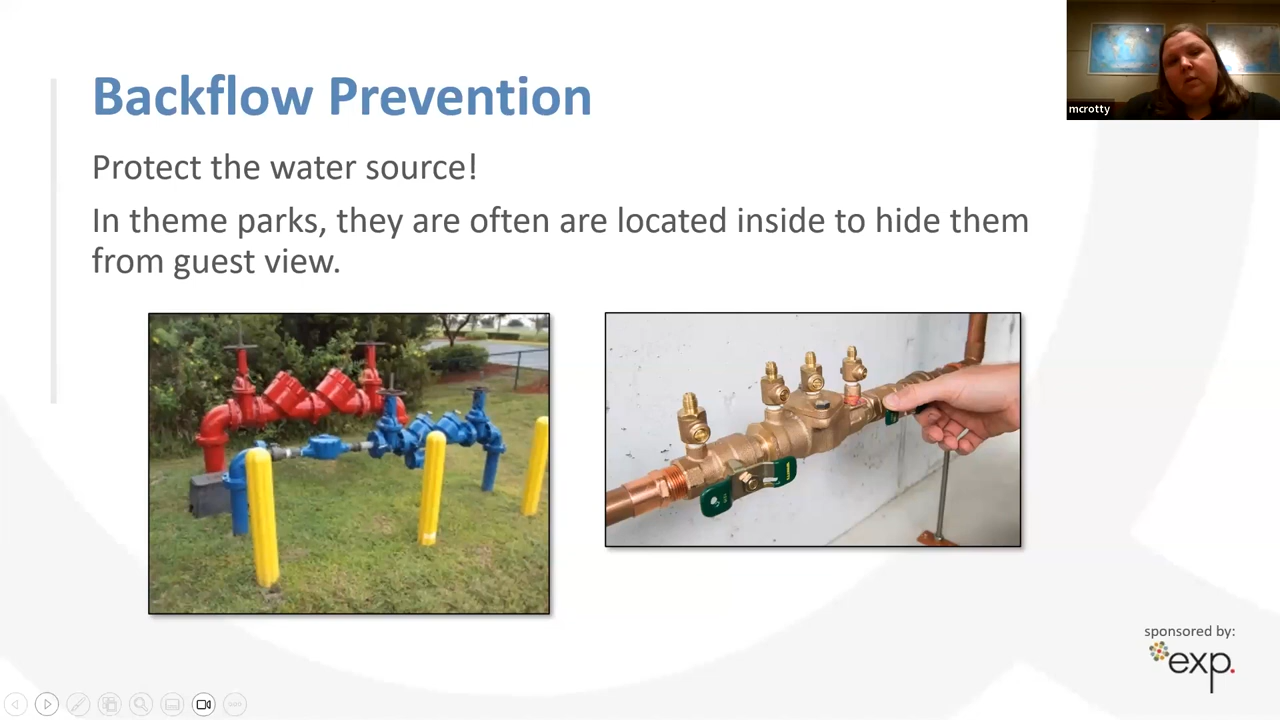 Backflow Prevention
mcrotty
Protect the water source!
In theme parks, they are often are located inside to hide them
from guest view.
sponsored by:
exp.